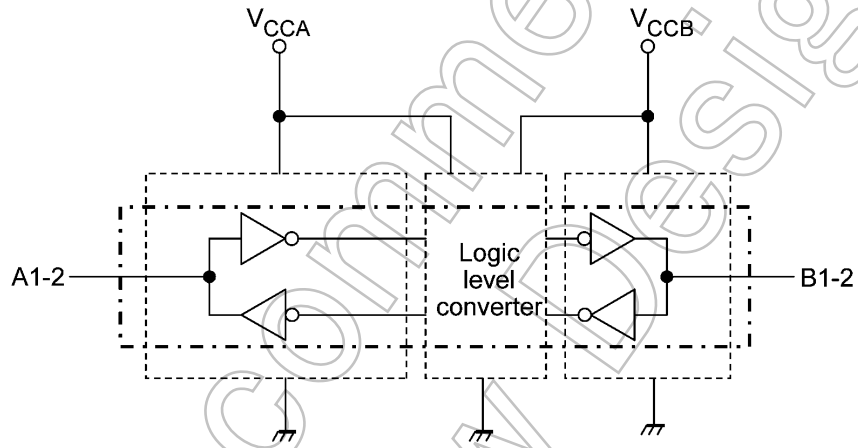 VCCA
VCCB
A1-2
Logic
level
converter
B1-2